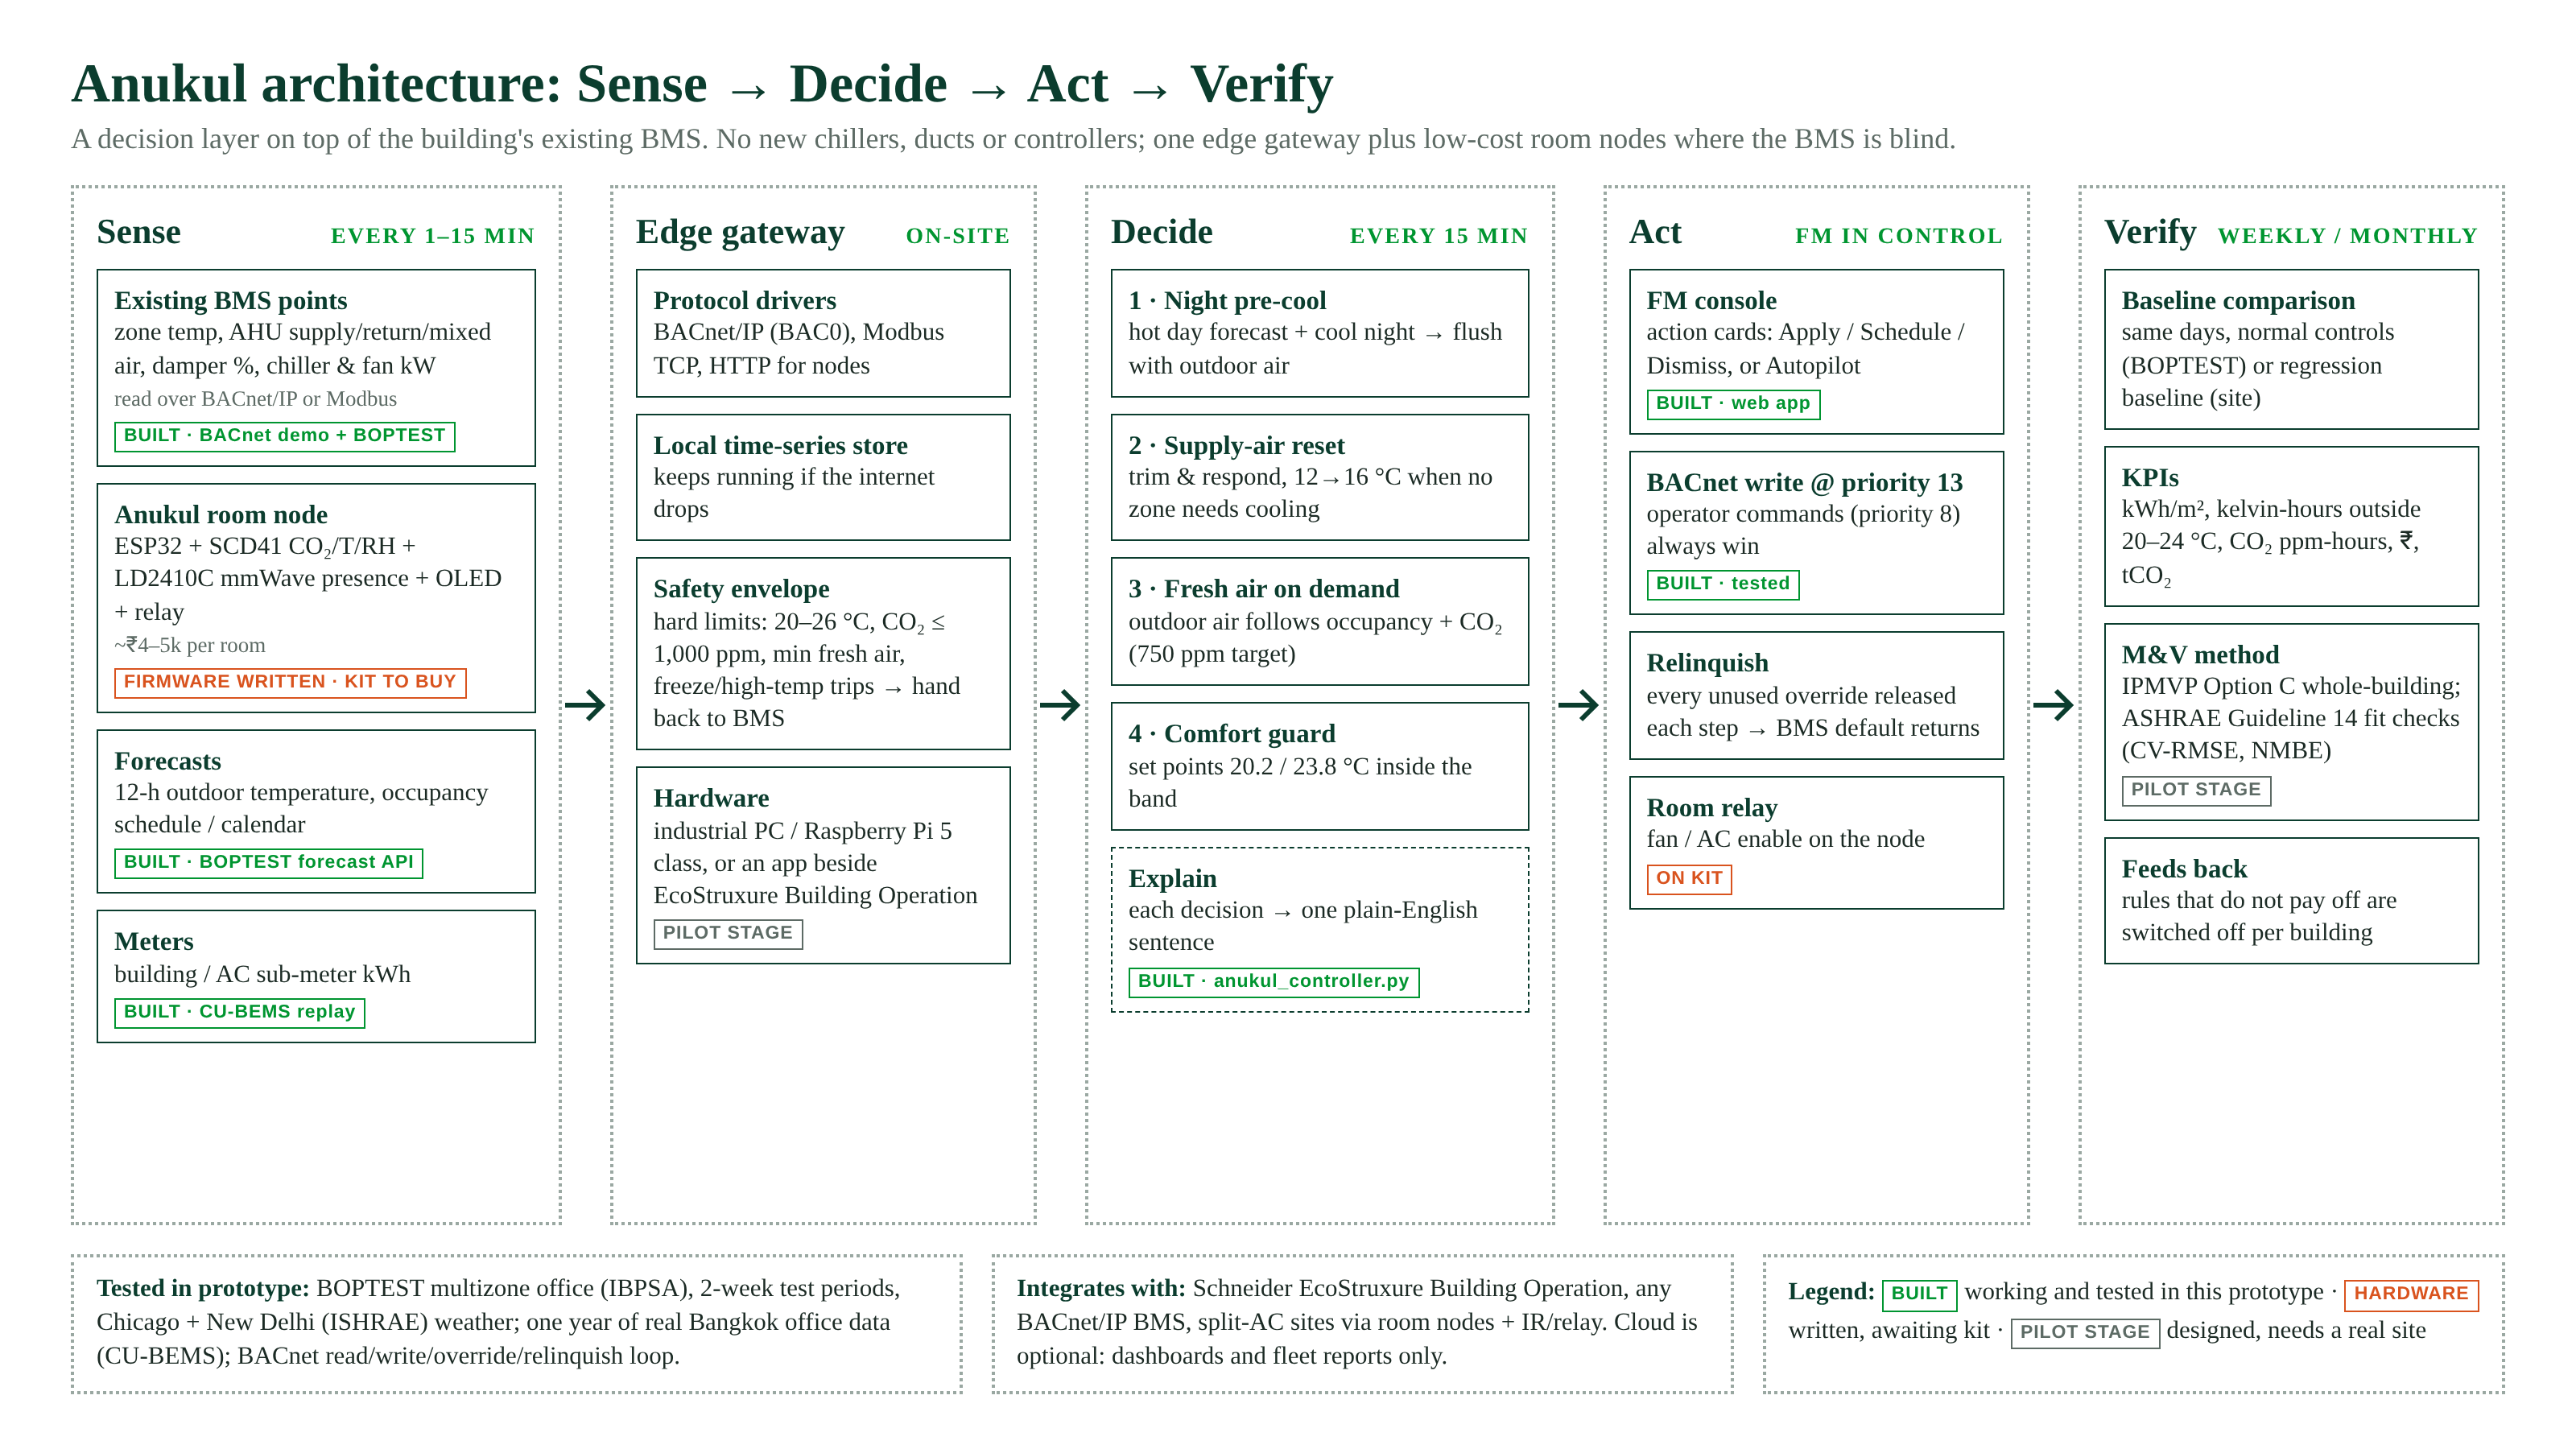 Anukul architecture: Sense → Decide → Act → Verify
A decision layer on top of the building's existing BMS. No new chillers, ducts or controllers; one edge gateway plus low-cost room nodes where the BMS is blind.
Sense EVERY 1–15 MIN
Existing BMS points
zone temp, AHU supply/return/mixed
air, damper %, chiller & fan kW
read over BACnet/IP or Modbus
BUILT · BACnet demo + BOPTEST
Anukul room node
ESP32 + SCD41 CO₂/T/RH +
LD2410C mmWave presence + OLED
+ relay
~₹4–5k per room
FIRMWARE WRITTEN · KIT TO BUY
Forecasts
12-h outdoor temperature, occupancy
schedule / calendar
BUILT · BOPTEST forecast API
Meters
building / AC sub-meter kWh
BUILT · CU-BEMS replay
→
Edge gateway ON-SITE
Protocol drivers
BACnet/IP (BAC0), Modbus
TCP, HTTP for nodes
Local time-series store
keeps running if the internet
drops
Safety envelope
hard limits: 20–26 °C, CO₂ ≤
1,000 ppm, min fresh air,
freeze/high-temp trips → hand
back to BMS
Hardware
industrial PC / Raspberry Pi 5
class, or an app beside
EcoStruxure Building Operation
PILOT STAGE
→
Decide EVERY 15 MIN
1 · Night pre-cool
hot day forecast + cool night → flush
with outdoor air
2 · Supply-air reset
trim & respond, 12→16 °C when no
zone needs cooling
3 · Fresh air on demand
outdoor air follows occupancy + CO₂
(750 ppm target)
4 · Comfort guard
set points 20.2 / 23.8 °C inside the
band
Explain
each decision → one plain-English
sentence
BUILT · anukul_controller.py
→
Act FM IN CONTROL
FM console
action cards: Apply / Schedule /
Dismiss, or Autopilot
BUILT · web app
BACnet write @ priority 13
operator commands (priority 8)
always win
BUILT · tested
Relinquish
every unused override released
each step → BMS default returns
Room relay
fan / AC enable on the node
ON KIT
→
Verify WEEKLY / MONTHLY
Baseline comparison
same days, normal controls
(BOPTEST) or regression
baseline (site)
KPIs
kWh/m², kelvin-hours outside
20–24 °C, CO₂ ppm-hours, ₹,
tCO₂
M&V method
IPMVP Option C whole-building;
ASHRAE Guideline 14 fit checks
(CV-RMSE, NMBE)
PILOT STAGE
Feeds back
rules that do not pay off are
switched off per building
Tested in prototype: BOPTEST multizone office (IBPSA), 2-week test periods,
Chicago + New Delhi (ISHRAE) weather; one year of real Bangkok office data
(CU-BEMS); BACnet read/write/override/relinquish loop.
Integrates with: Schneider EcoStruxure Building Operation, any
BACnet/IP BMS, split-AC sites via room nodes + IR/relay. Cloud is
optional: dashboards and fleet reports only.
Legend: BUILT working and tested in this prototype · HARDWARE
written, awaiting kit · PILOT STAGE designed, needs a real site